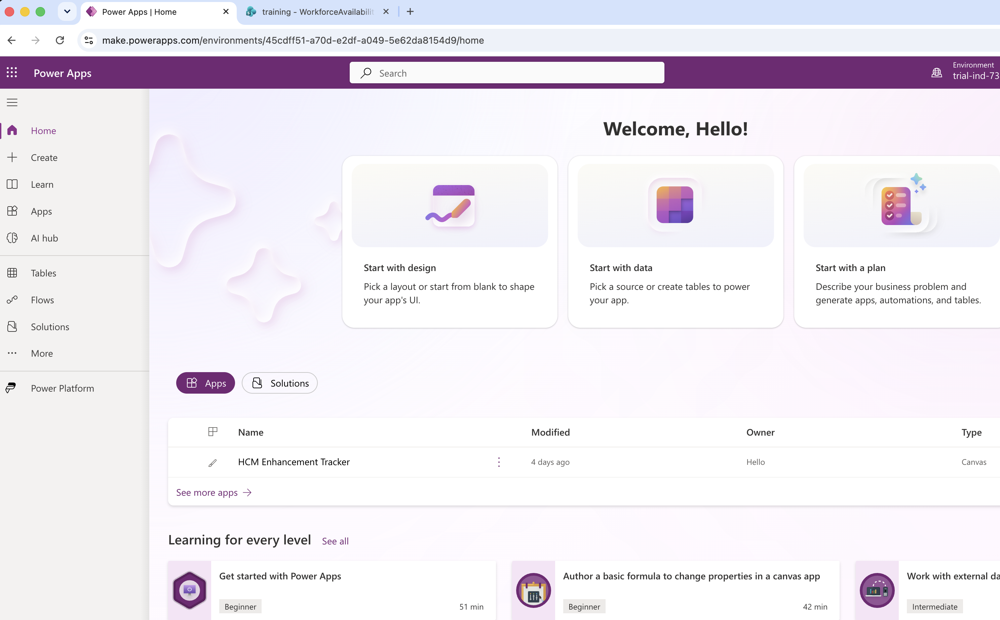 Power Apps | Home
training - WorkforceAvailabilit
make.powerapps.com/environments/45cdff51-a70d-e2df-a049-5e62da8154d9/home
Power Apps
Search
Environment
trial-ind-73
Home
Create
Learn
Apps
AI hub
Tables
Flows
Solutions
More
Power Platform
Welcome, Hello!
Start with design
Pick a layout or start from blank to shape
your app's UI.
Start with data
Pick a source or create tables to power
your app.
Start with a plan
Describe your business problem and
generate apps, automations, and tables.
Apps
Solutions
Name Modified Owner Type
HCM Enhancement Tracker 4 days ago Hello Canvas
See more apps
Learning for every level See all
Get started with Power Apps
Beginner 51 min
Author a basic formula to change properties in a canvas app
Beginner 42 min
Work with external da
Intermediate